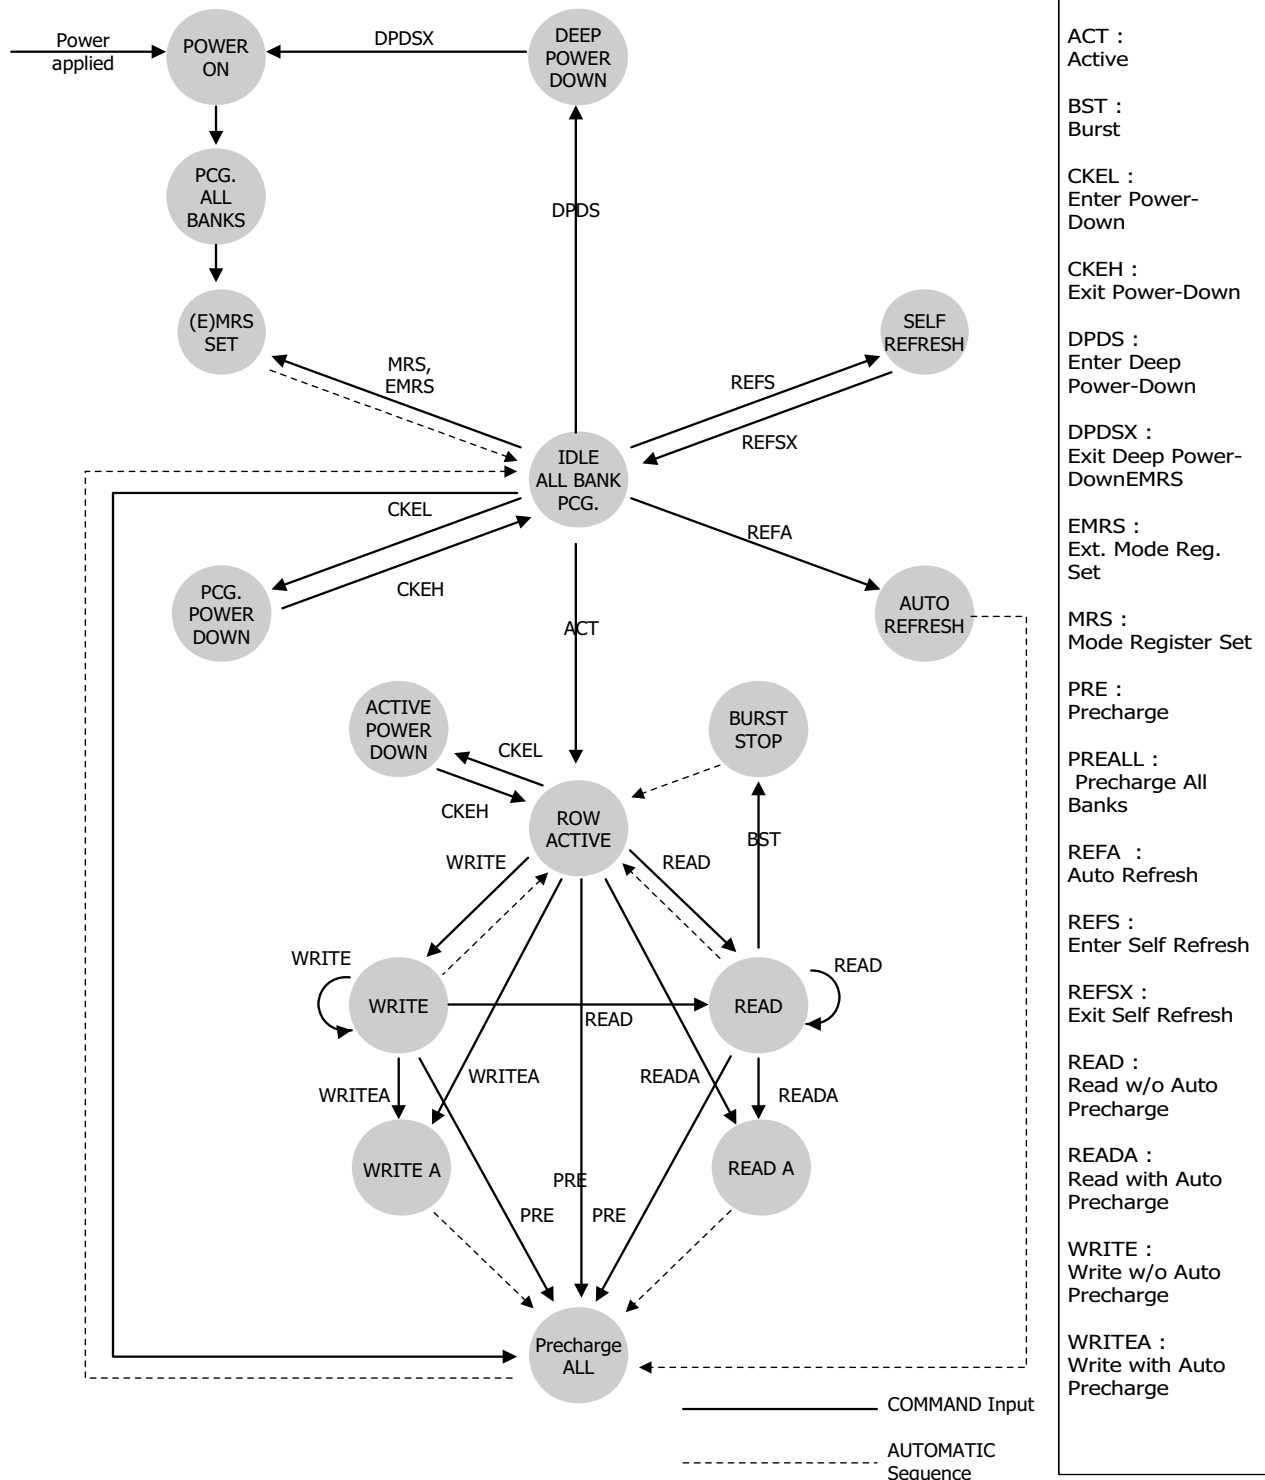 Power
applied
POWER
ON
DPDSX
DEEP
POWER
DOWN
PCG.
ALL
BANKS
DPDS
(E)MRS
SET
MRS,
EMRS
SELF
REFRESH
REFS
REFSX
IDLE
ALL BANK
PCG.
CKEL
CKEH
REFA
PCG.
POWER
DOWN
AUTO
REFRESH
ACT
ACTIVE
POWER
DOWN
BURST
STOP
CKEL
CKEH
ROW
ACTIVE
BST
WRITE
READ
WRITE
READ
WRITE
READ
READ
WRITEA
WRITEA
READA
READA
WRITE A
READ A
PRE
PRE
PRE
Precharge
ALL
COMMAND Input
AUTOMATIC
Sequence
ACT :
Active
BST :
Burst
CKEL :
Enter Power-
Down
CKEH :
Exit Power-Down
DPDS :
Enter Deep
Power-Down
DPDSX :
Exit Deep Power-
DownEMRS
EMRS :
Ext. Mode Reg.
Set
MRS :
Mode Register Set
PRE :
Precharge
PREALL :
Precharge All
Banks
REFA :
Auto Refresh
REFS :
Enter Self Refresh
REFSX :
Exit Self Refresh
READ :
Read w/o Auto
Precharge
READA :
Read with Auto
Precharge
WRITE :
Write w/o Auto
Precharge
WRITEA :
Write with Auto
Precharge